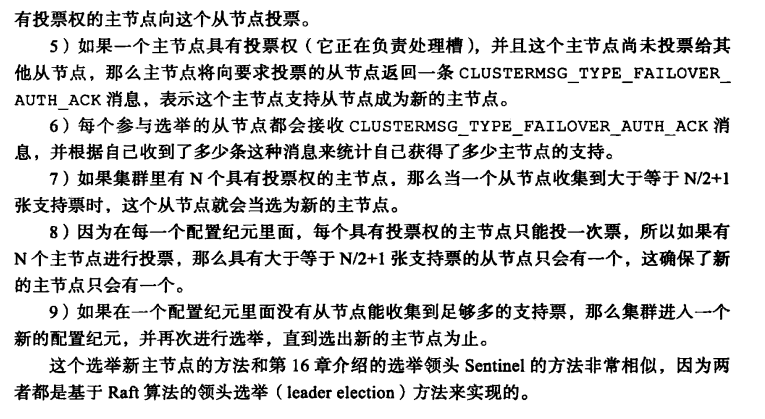 有投票权的主节点向这个从节点投票。
5）如果一个主节点具有投票权（它正在负责处理槽），并且这个主节点尚未投票给其
他从节点，那么主节点将向要求投票的从节点返回一条 CLUSTERMSG_TYPE_FAILOVER_
AUTH_ACK 消息，表示这个主节点支持从节点成为新的主节点。
6）每个参与选举的从节点都会接收 CLUSTERMSG_TYPE_FAILOVER_AUTH_ACK 消
息，并根据自己收到了多少条这种消息来统计自己获得了多少主节点的支持。
7）如果集群里有 N 个具有投票权的主节点，那么当一个从节点收集到大于等于 N/2+1
张支持票时，这个从节点就会当选为新的主节点。
8）因为在每一个配置纪元里面，每个具有投票权的主节点只能投一次票，所以如果有
N 个主节点进行投票，那么具有大于等于 N/2+1 张支持票的从节点只会有一个，这确保了新
的主节点只会有一个。
9）如果在一个配置纪元里面没有从节点能收集到足够多的支持票，那么集群进入一个
新的配置纪元，并再次进行选举，直到选出新的主节点为止。
这个选举新主节点的方法和第 16 章介绍的选举领头 Sentinel 的方法非常相似，因为两
者都是基于 Raft 算法的领头选举（leader election）方法来实现的。